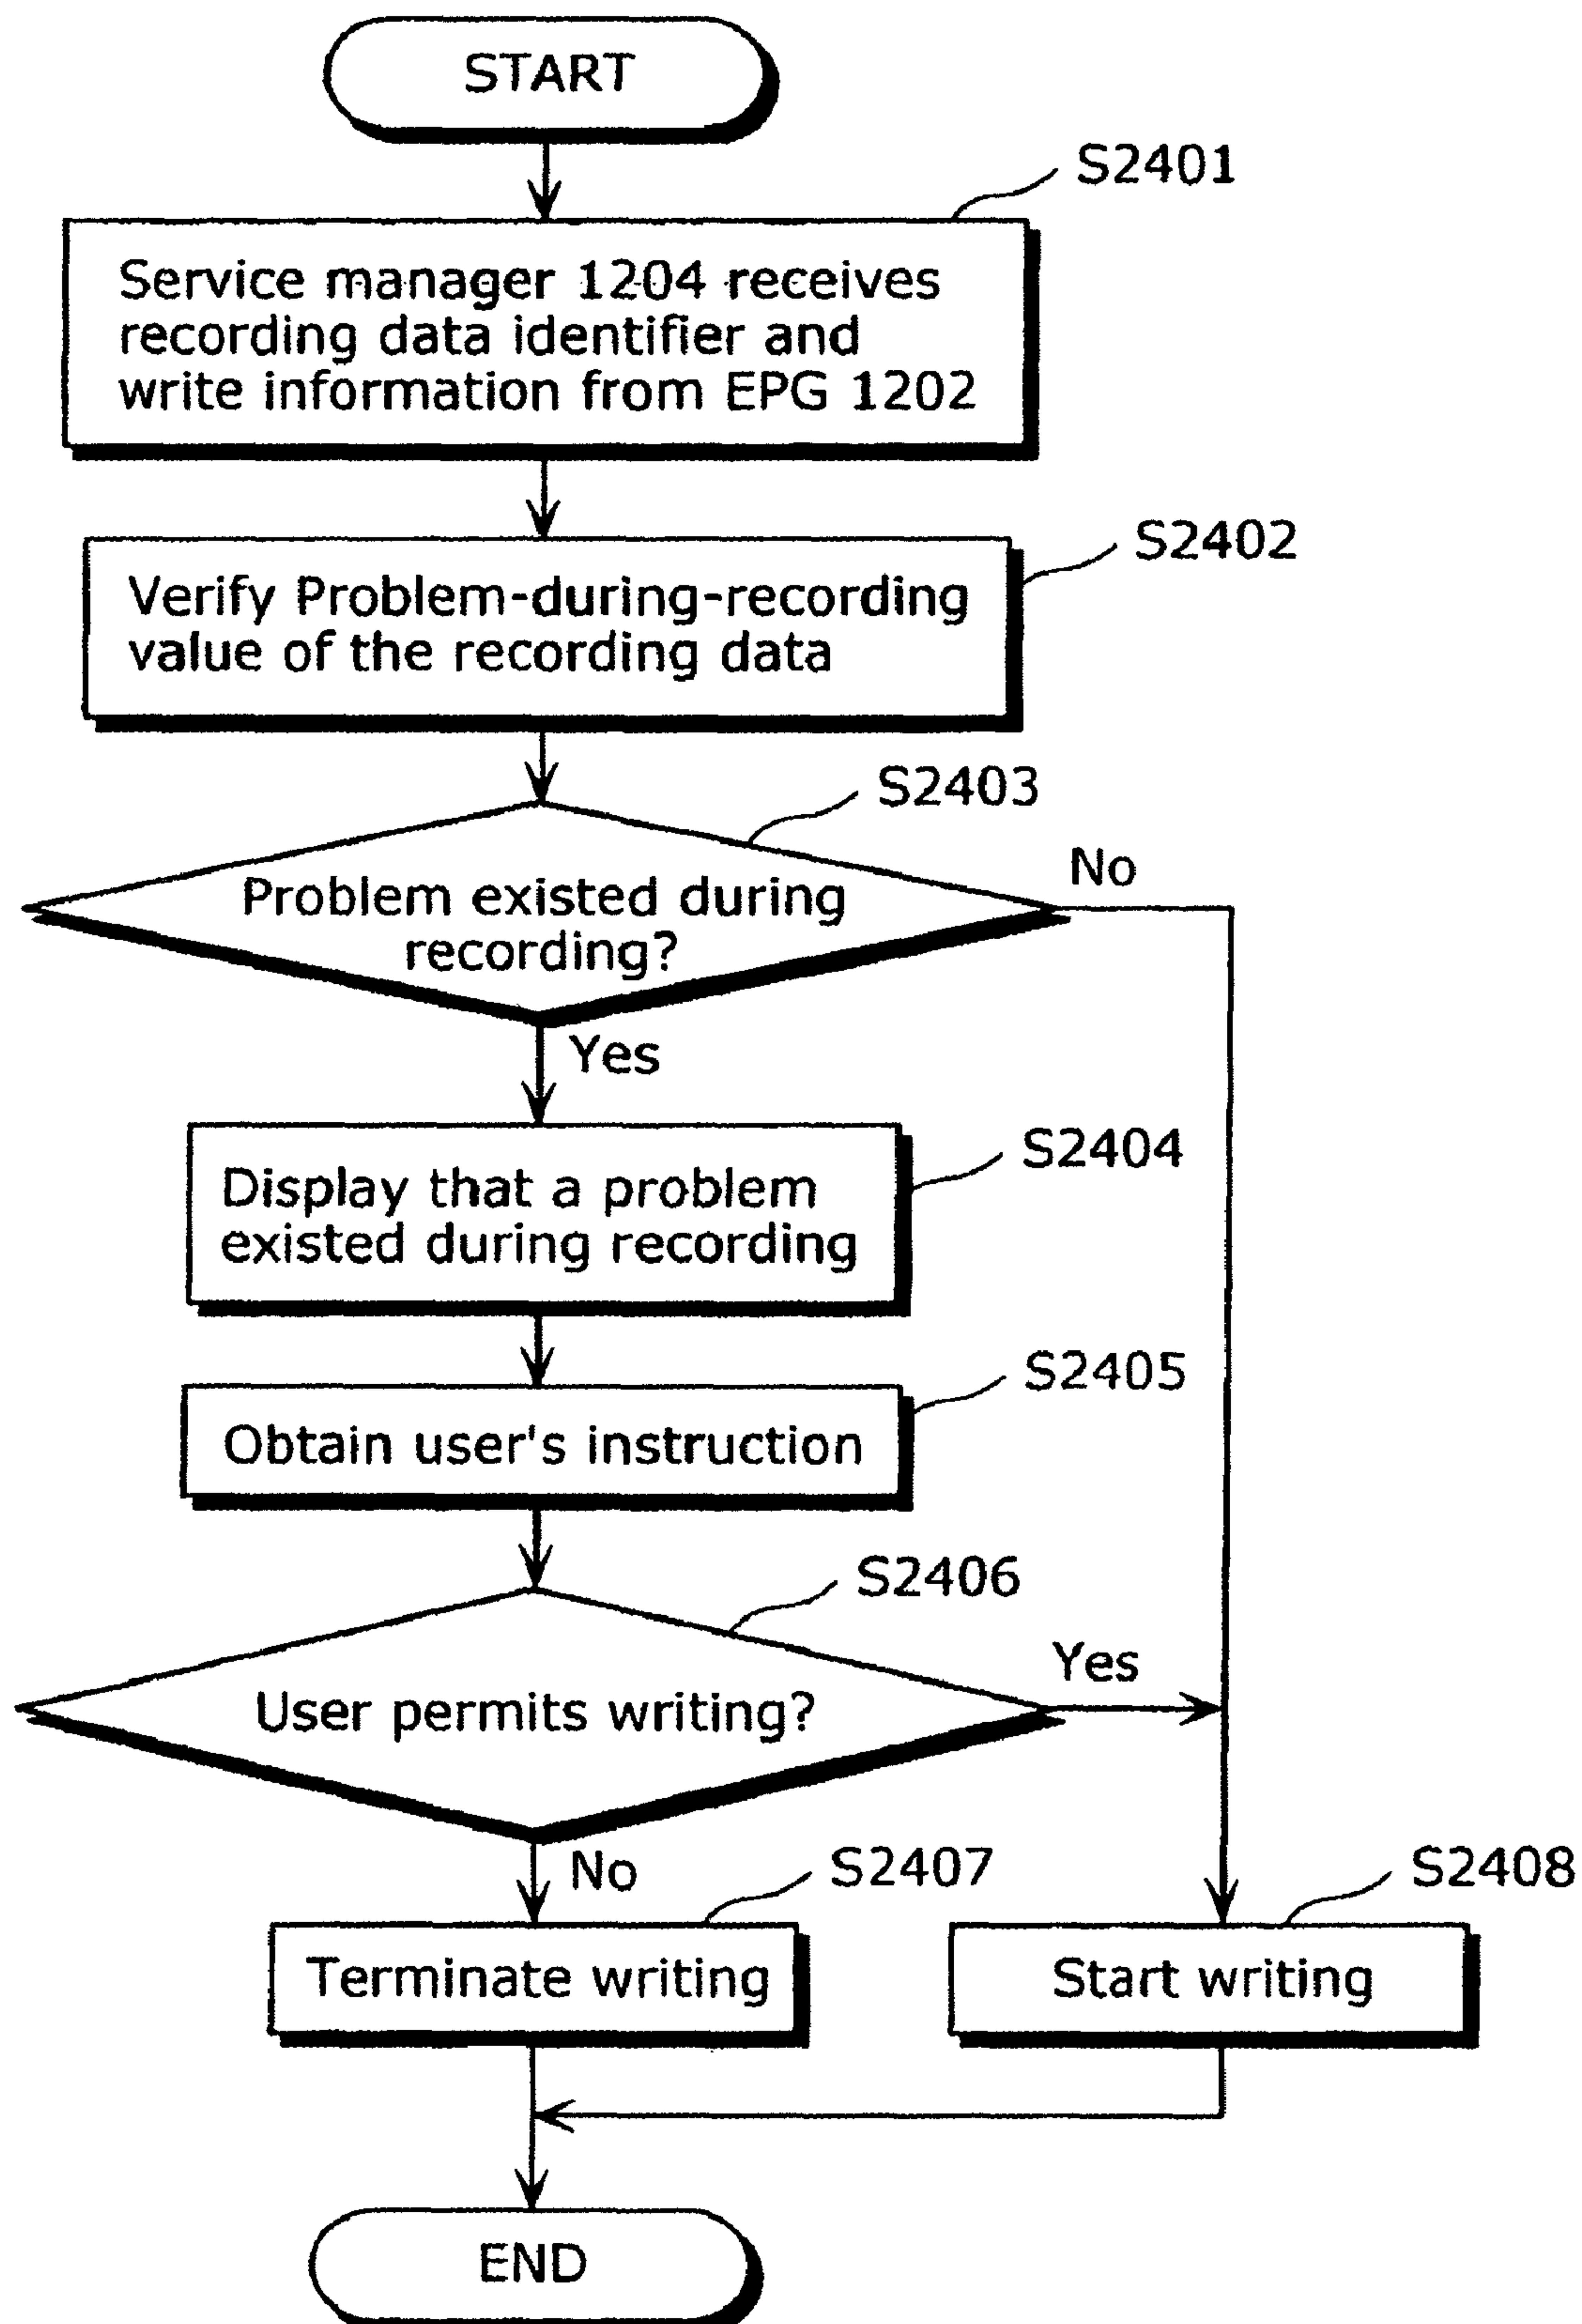 START
S2401
Service manager 1204 receives
recording data identifier and
write information from EPG 1202
S2402
Verify Problem-during-recording
value of the recording data
S2403
No
Problem existed during
recording?
Yes
S2404
Display that a problem
existed during recording
S2405
Obtain user's instruction
S2406
Yes
User permits writing?
No
S2407
S2408
Terminate writing
Start writing
END